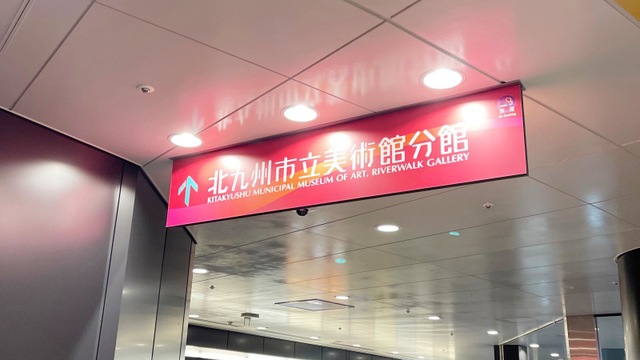 北九州市立美術館分館
KITAKYUSHU MUNICIPAL MUSEUM OF ART, RIVERWALK GALLERY